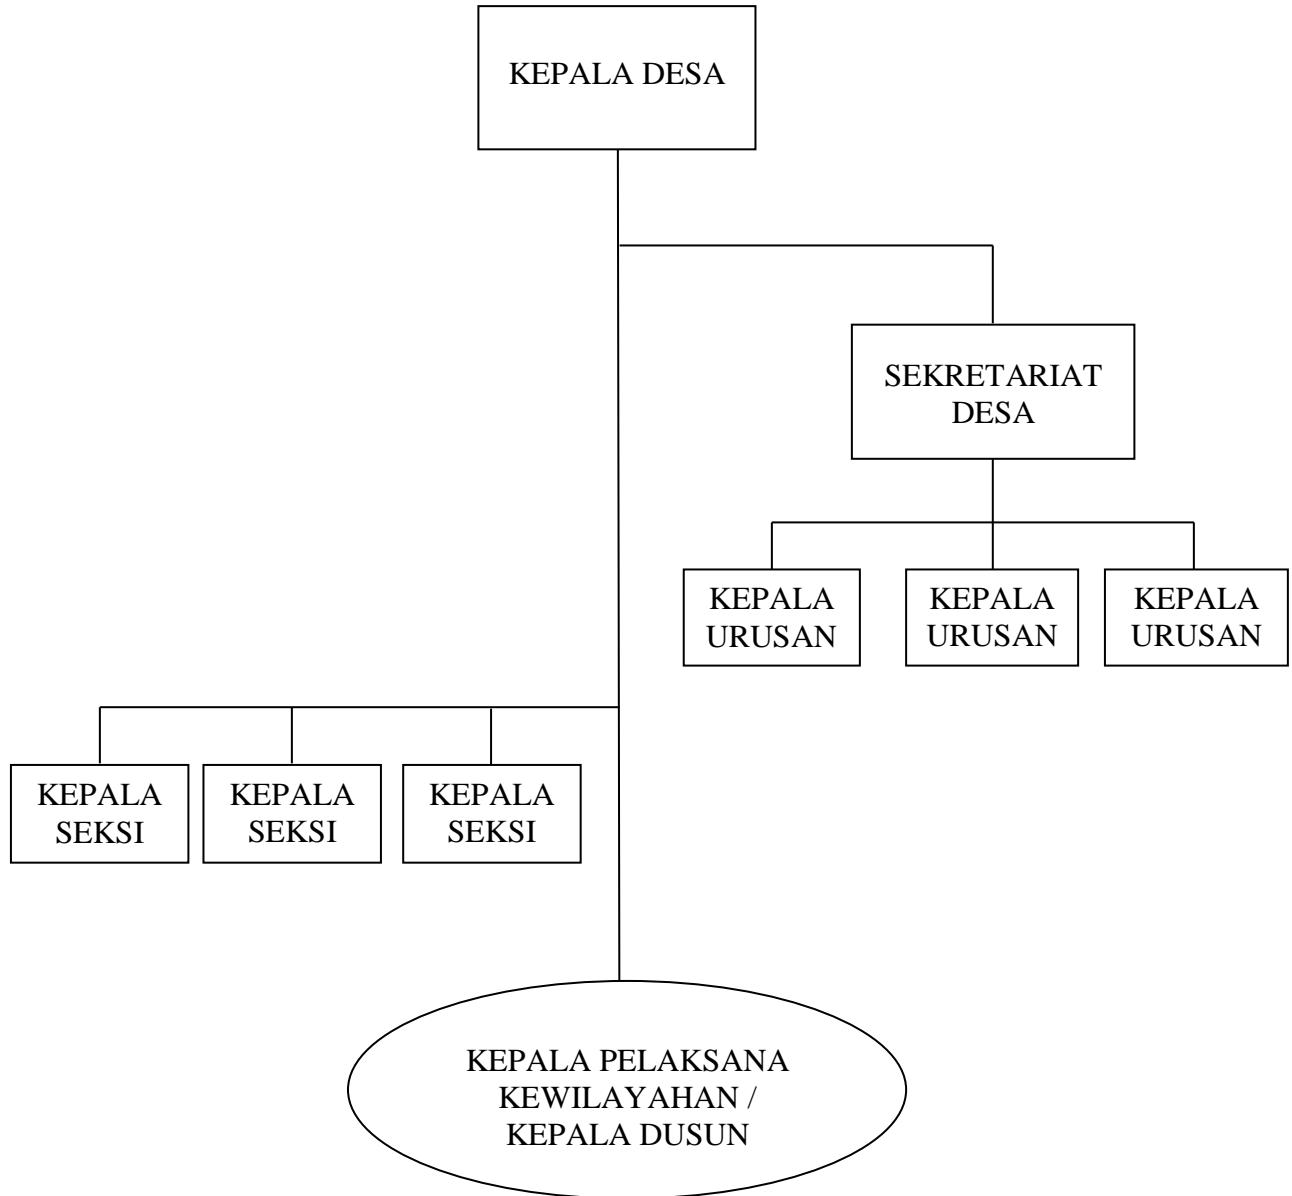 KEPALA DESA
SEKRETARIAT
DESA
KEPALA
URUSAN
KEPALA
URUSAN
KEPALA
URUSAN
KEPALA
SEKSI
KEPALA
SEKSI
KEPALA
SEKSI
KEPALA PELAKSANA
KEWILAYAHAN /
KEPALA DUSUN